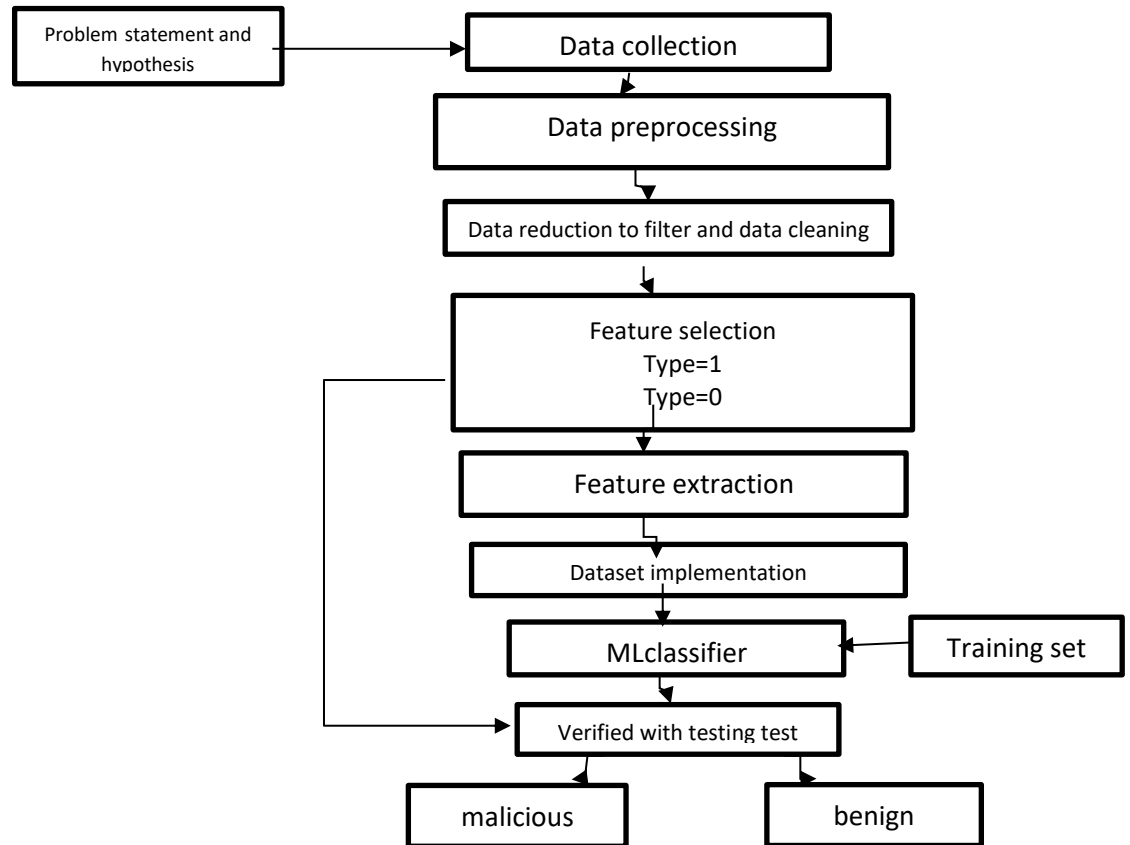 Problem statement and
hypothesis
Data collection
Data preprocessing
Data reduction to filter and data cleaning
Feature selection
Type=1
Type=0
Feature extraction
Dataset implementation
MLclassifier
Training set
Verified with testing test
malicious
benign